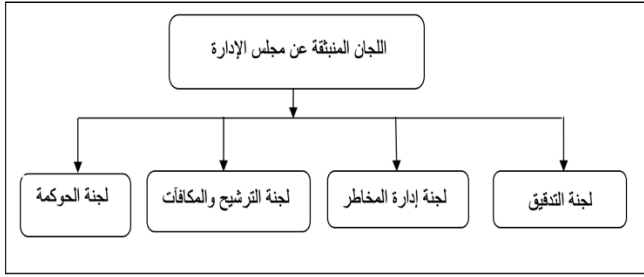 اللجان المنبثقة عن مجلس الإدارة
لجنة التدقيق
لجنة إدارة المخاطر
لجنة الترشيح والمكافآت
لجنة الحوكمة